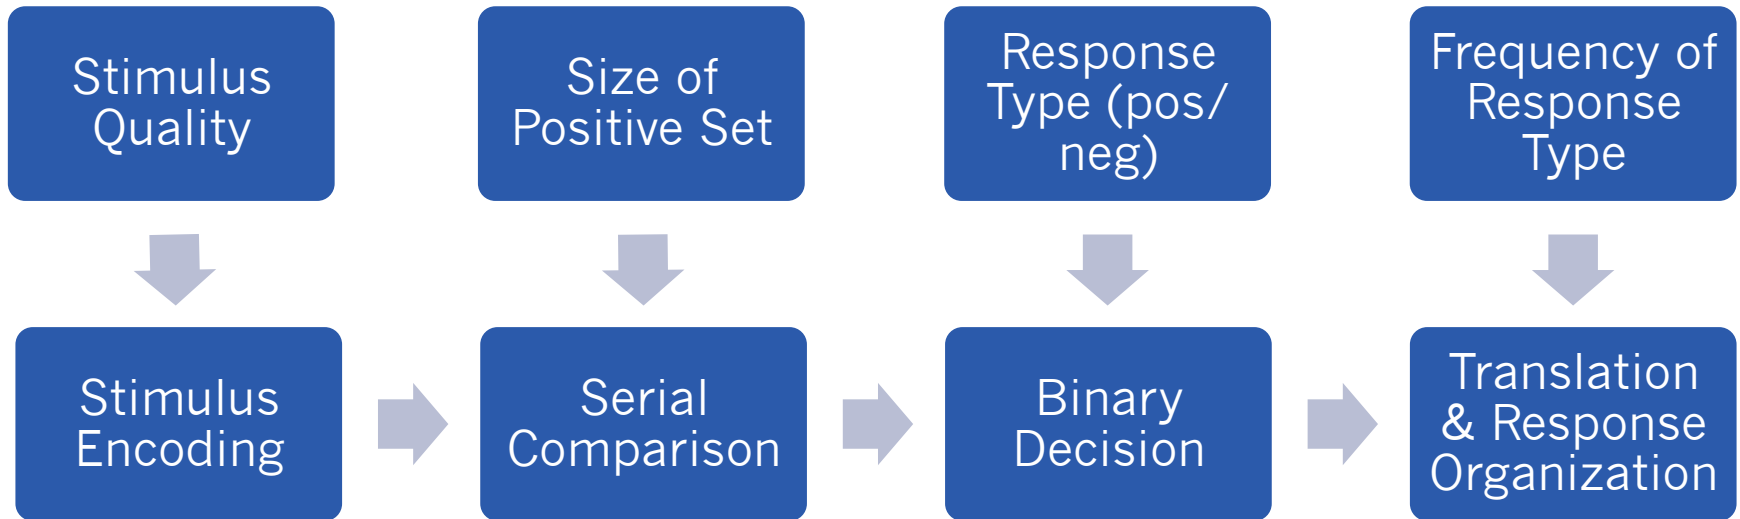 Stimulus
Quality
Size of
Positive Set
Response
Type (pos/
neg)
Frequency of
Response
Type
Stimulus
Encoding
Serial
Comparison
Binary
Decision
Translation
& Response
Organization